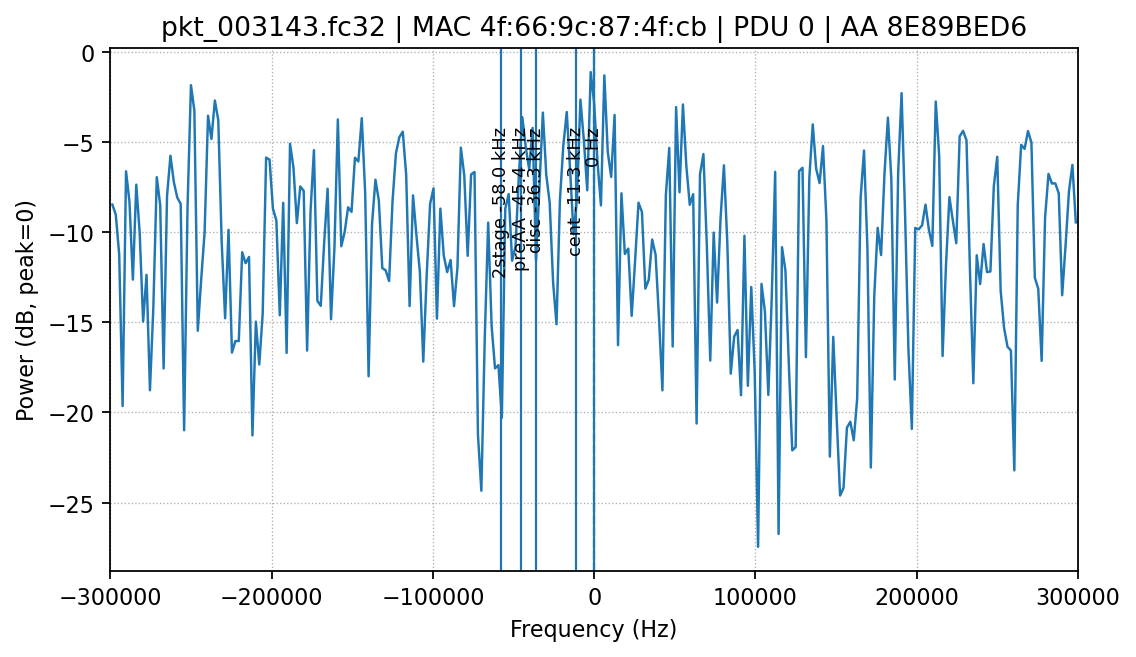 pkt_003143.fc32 | MAC 4f:66:9c:87:4f:cb | PDU 0 | AA 8E89BED6
Power (dB, peak=0)
0
−5
−10
−15
−20
−25
2stage -58.0 kHz
preAA -45.4 kHz
disc -36.3 kHz
cent -11.3 kHz
0 Hz
−300000
−200000
−100000
0
100000
200000
300000
Frequency (Hz)